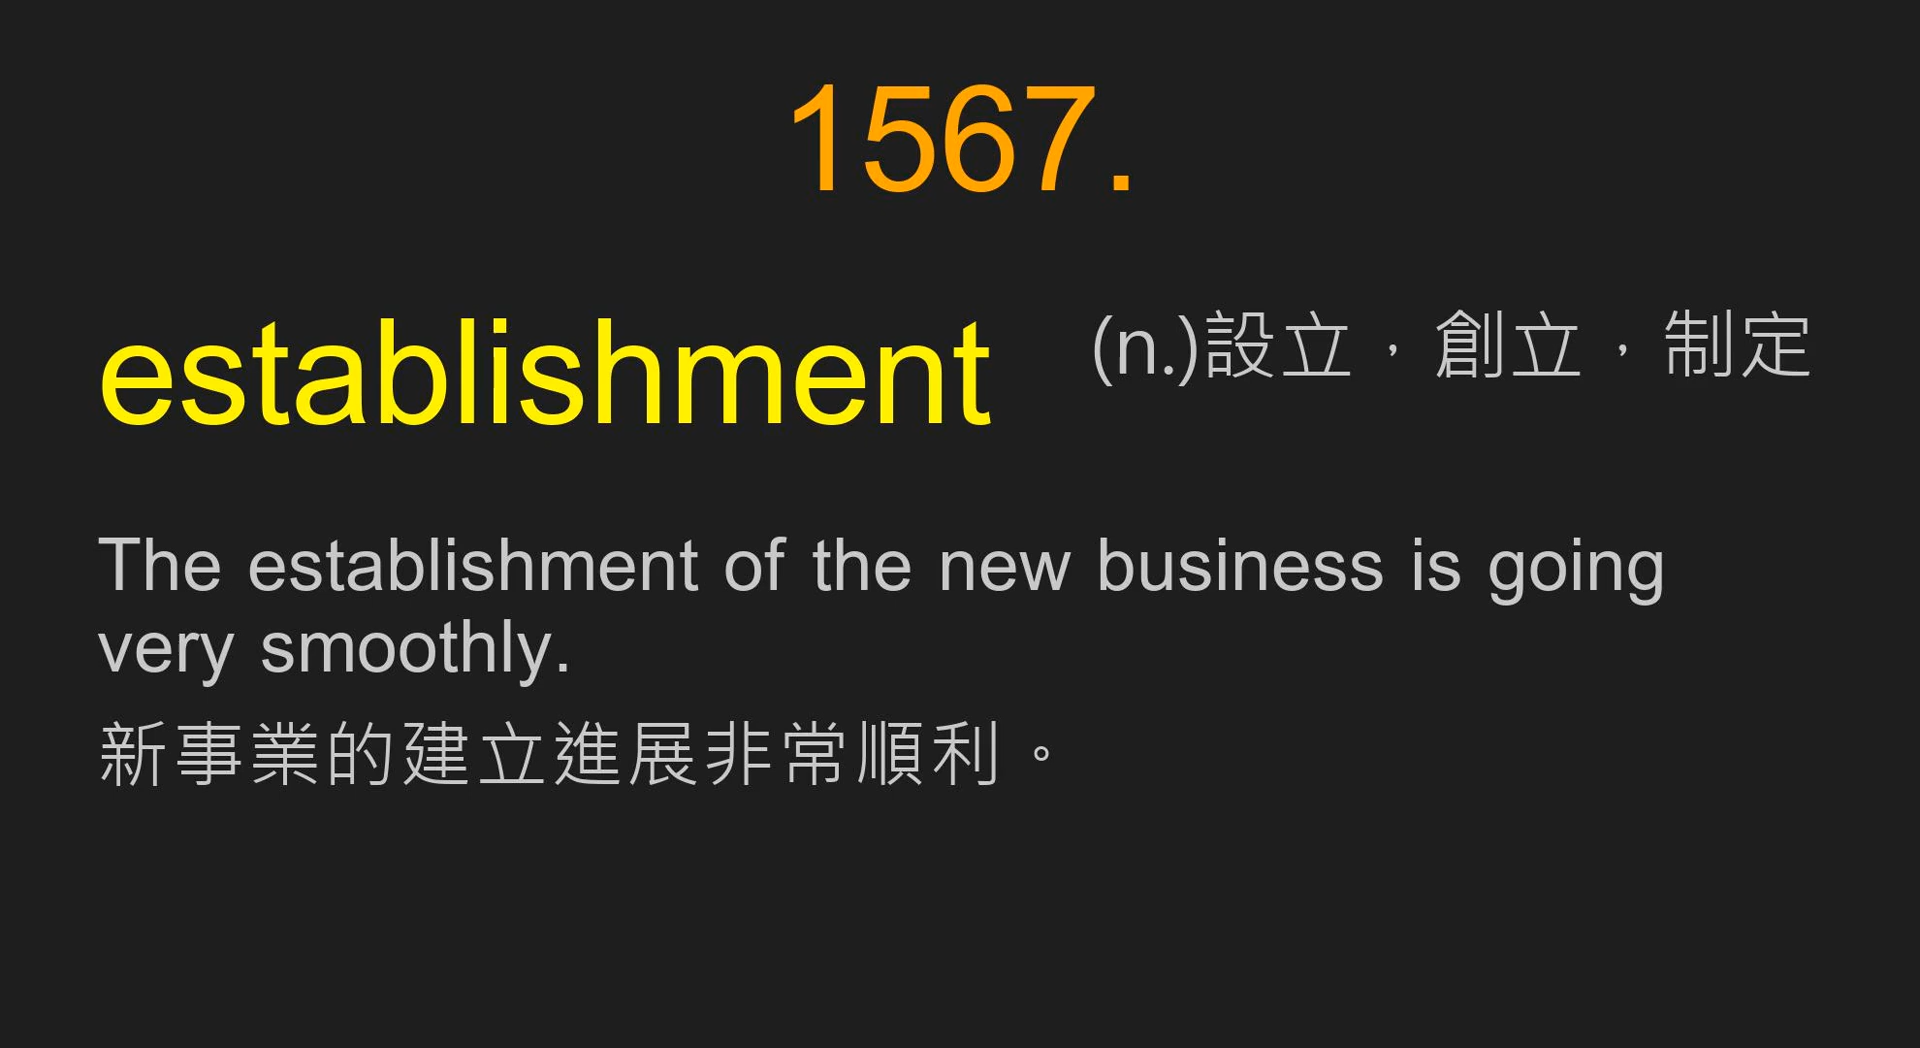 1567.
establishment (n.)設立，創立，制定
The establishment of the new business is going
very smoothly.
新事業的建立進展非常順利。